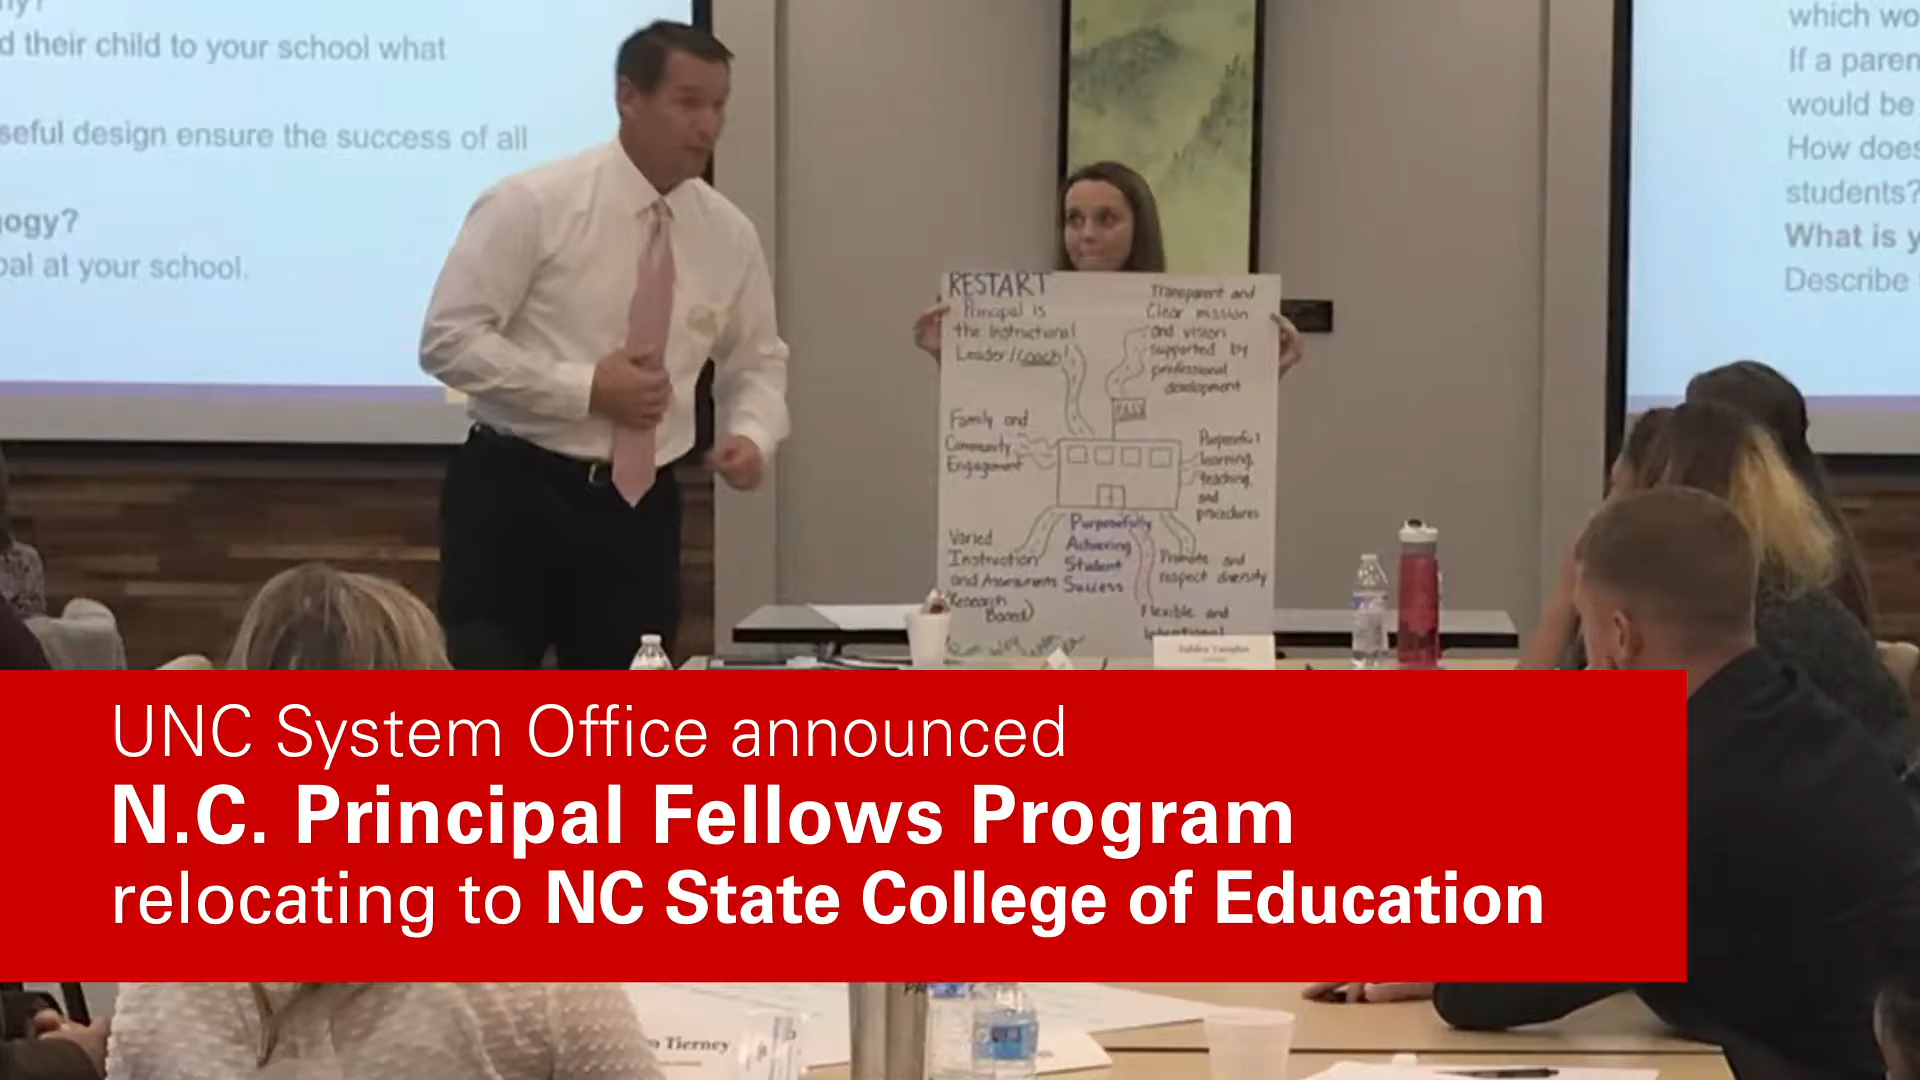 d their child to your school what
seful design ensure the success of all
ogy?
pal at your school.
which wo
If a paren
would be
How does
students?
What is y
Describe
RESTART
Principal is
the Instructional
Leader/Coach!
Transparent and
Clear mission
and vision
supported by
professional
development
PASS
Family and
Community
Engagement
Purposeful
learning,
teaching,
and
procedures
Varied
Instruction
and Assessments
(Research
Based)
Purposefully
Achieving
Student
Success
Promote and
respect diversity
Flexible and
Intentional
UNC System Office announced
N.C. Principal Fellows Program
relocating to NC State College of Education
Tierney